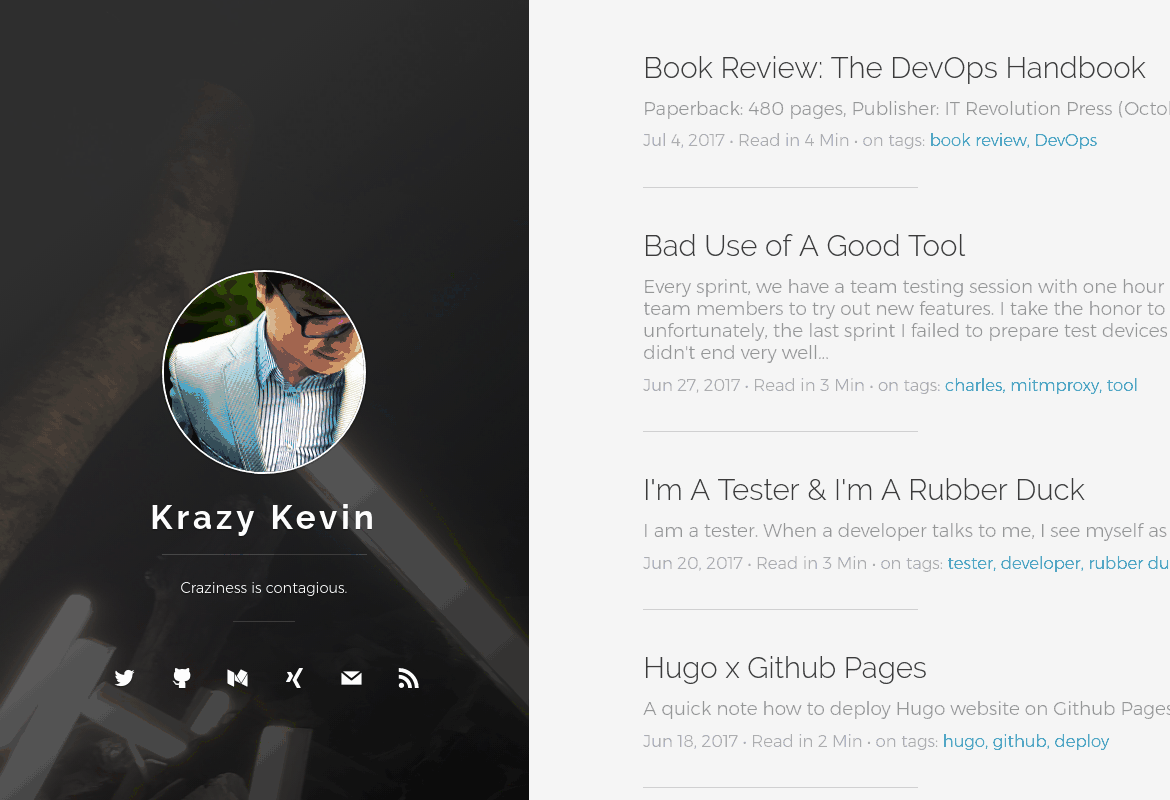 Krazy Kevin
Craziness is contagious.
Book Review: The DevOps Handbook
Paperback: 480 pages, Publisher: IT Revolution Press (Octo
Jul 4, 2017 • Read in 4 Min • on tags: book review, DevOps
Bad Use of A Good Tool
Every sprint, we have a team testing session with one hour
team members to try out new features. I take the honor to
unfortunately, the last sprint I failed to prepare test devices
didn't end very well...
Jun 27, 2017 • Read in 3 Min • on tags: charles, mitmproxy, tool
I'm A Tester & I'm A Rubber Duck
I am a tester. When a developer talks to me, I see myself as
Jun 20, 2017 • Read in 3 Min • on tags: tester, developer, rubber du
Hugo x Github Pages
A quick note how to deploy Hugo website on Github Pages
Jun 18, 2017 • Read in 2 Min • on tags: hugo, github, deploy